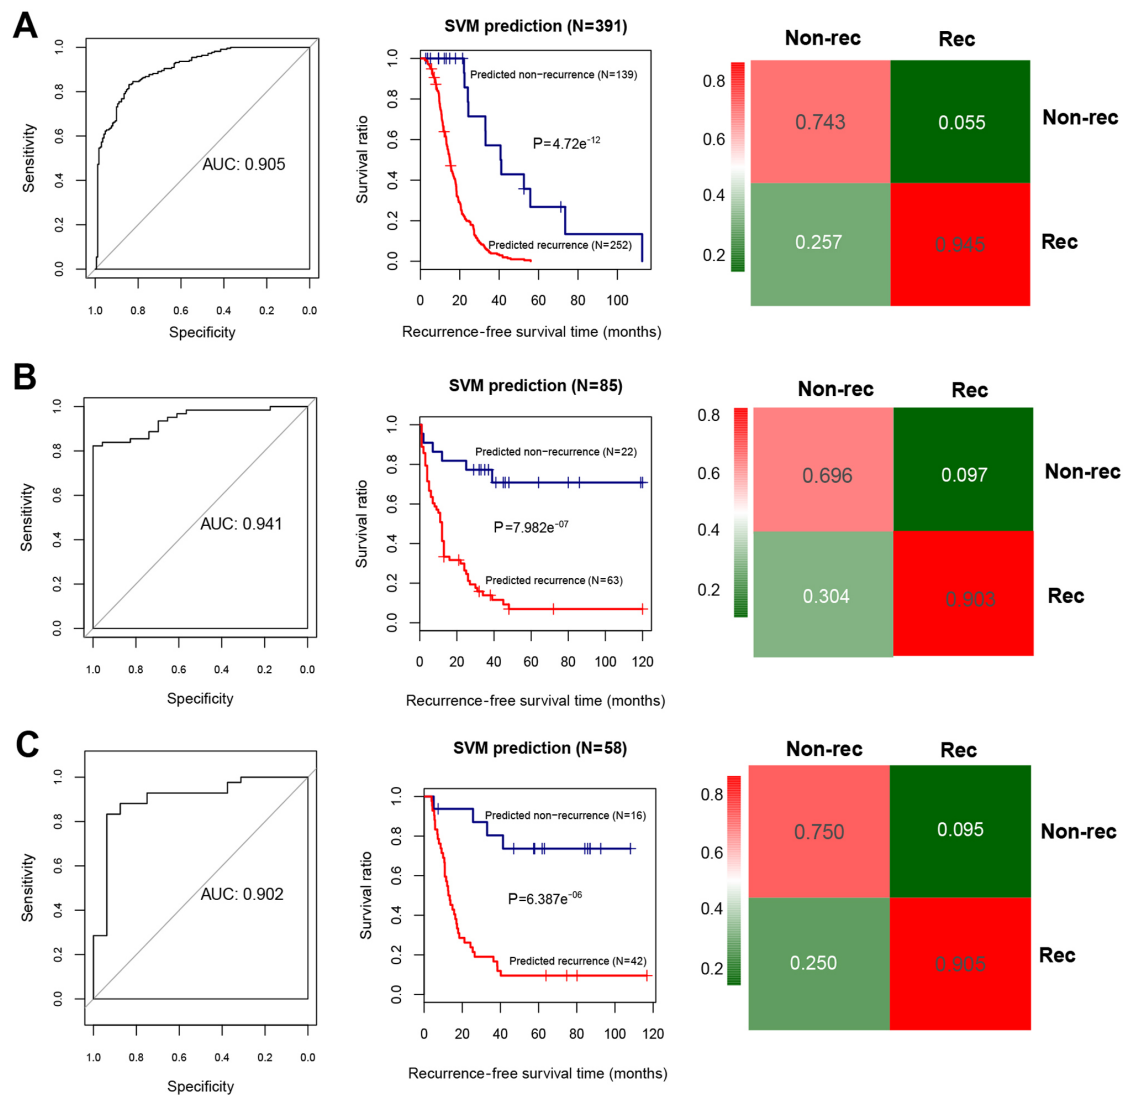 A
SVM prediction (N=391)
Non-rec Rec
1.0
0.8
0.6
0.4
0.2
0.0
Sensitivity
AUC: 0.905
1.0 0.8 0.6 0.4 0.2 0.0
Specificity
1.0
0.8
0.6
0.4
0.2
0.0
Survival ratio
Predicted non-recurrence (N=139)
P=4.72e-12
Predicted recurrence (N=252)
0 20 40 60 80 100
Recurrence-free survival time (months)
0.8
0.6
0.4
0.2
0.743 0.055 Non-rec
0.257 0.945 Rec
B
SVM prediction (N=85)
Non-rec Rec
1.0
0.8
0.6
0.4
0.2
0.0
Sensitivity
AUC: 0.941
1.0 0.8 0.6 0.4 0.2 0.0
Specificity
1.0
0.8
0.6
0.4
0.2
0.0
Survival ratio
Predicted non-recurrence (N=22)
P=7.982e-07
Predicted recurrence (N=63)
0 20 40 60 80 100 120
Recurrence-free survival time (months)
0.8
0.6
0.4
0.2
0.696 0.097 Non-rec
0.304 0.903 Rec
C
SVM prediction (N=58)
Non-rec Rec
1.0
0.8
0.6
0.4
0.2
0.0
Sensitivity
AUC: 0.902
1.0 0.8 0.6 0.4 0.2 0.0
Specificity
1.0
0.8
0.6
0.4
0.2
0.0
Survival ratio
Predicted non-recurrence (N=16)
P=6.387e-06
Predicted recurrence (N=42)
0 20 40 60 80 100 120
Recurrence-free survival time (months)
0.8
0.6
0.4
0.2
0.750 0.095 Non-rec
0.250 0.905 Rec